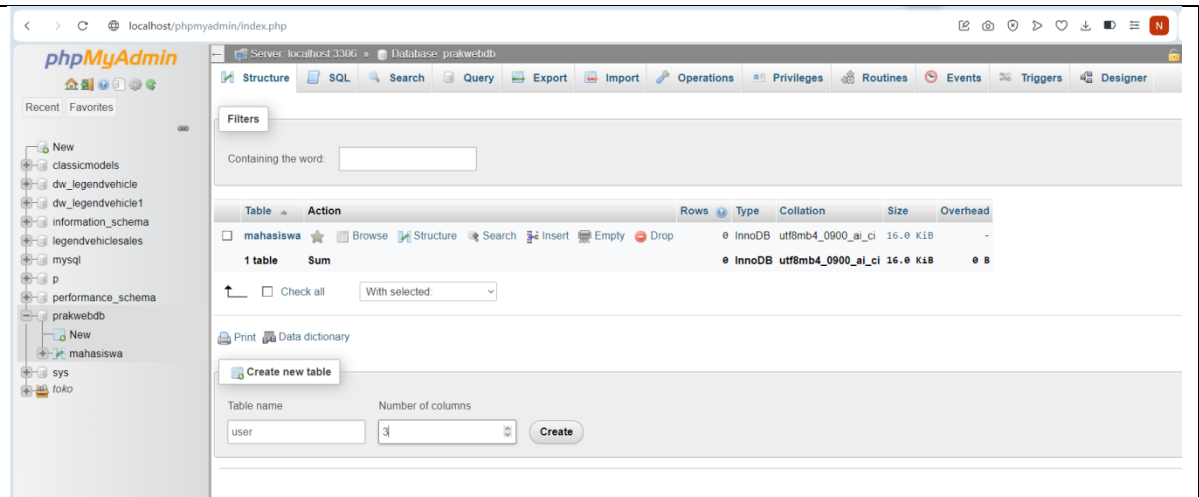 localhost/phpmyadmin/index.php
N
phpMyAdmin
Recent Favorites
New
classicmodels
dw_legendvehicle
dw_legendvehicle1
information_schema
legendvehiclesales
mysql
p
performance_schema
prakwebdb
New
mahasiswa
sys
toko
Server: localhost:3306 » Database: prakwebdb
Structure SQL Search Query Export Import Operations Privileges Routines Events Triggers Designer
Filters
Containing the word:
Table Action Rows Type Collation Size Overhead
mahasiswa Browse Structure Search Insert Empty Drop 0 InnoDB utf8mb4_0900_ai_ci 16.0 KiB -
1 table Sum 0 InnoDB utf8mb4_0900_ai_ci 16.0 KiB 0 B
Check all With selected:
Print Data dictionary
Create new table
Table name Number of columns
user 3 Create